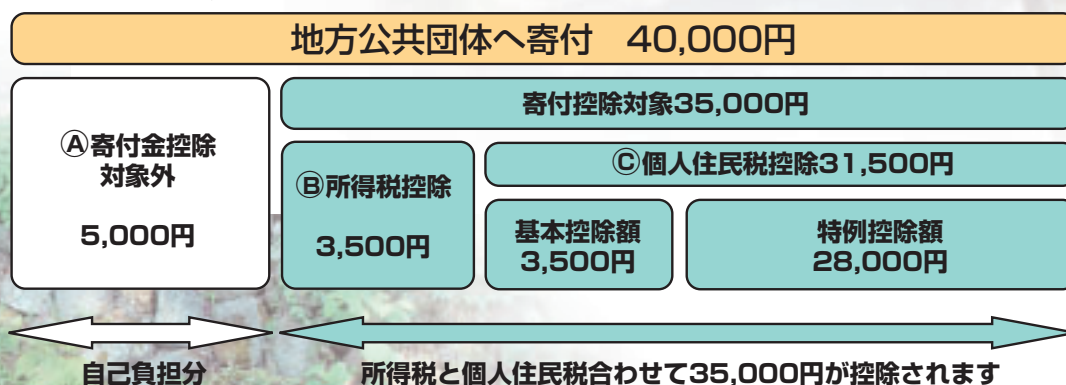 地方公共団体へ寄付　40,000円
Ⓐ寄付金控除
対象外
5,000円
寄付控除対象35,000円
Ⓑ所得税控除
3,500円
Ⓒ個人住民税控除31,500円
基本控除額
3,500円
特例控除額
28,000円
自己負担分
所得税と個人住民税合わせて35,000円が控除されます